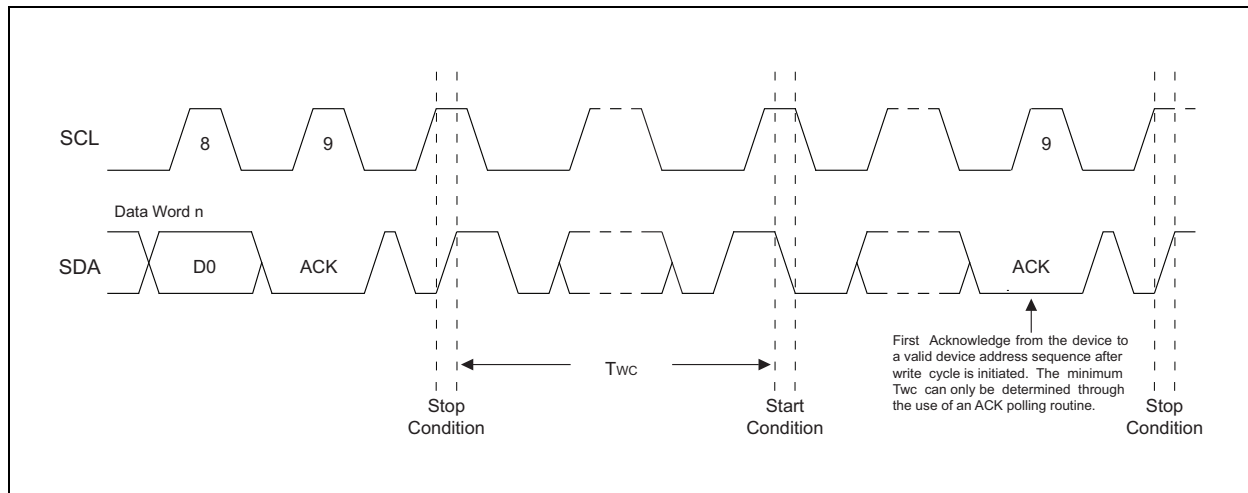 SCL
8
9
9
Data Word n
SDA
D0
ACK
ACK
First Acknowledge from the device to
a valid device address sequence after
write cycle is initiated. The minimum
Twc can only be determined through
the use of an ACK polling routine.
TWC
Stop
Condition
Start
Condition
Stop
Condition